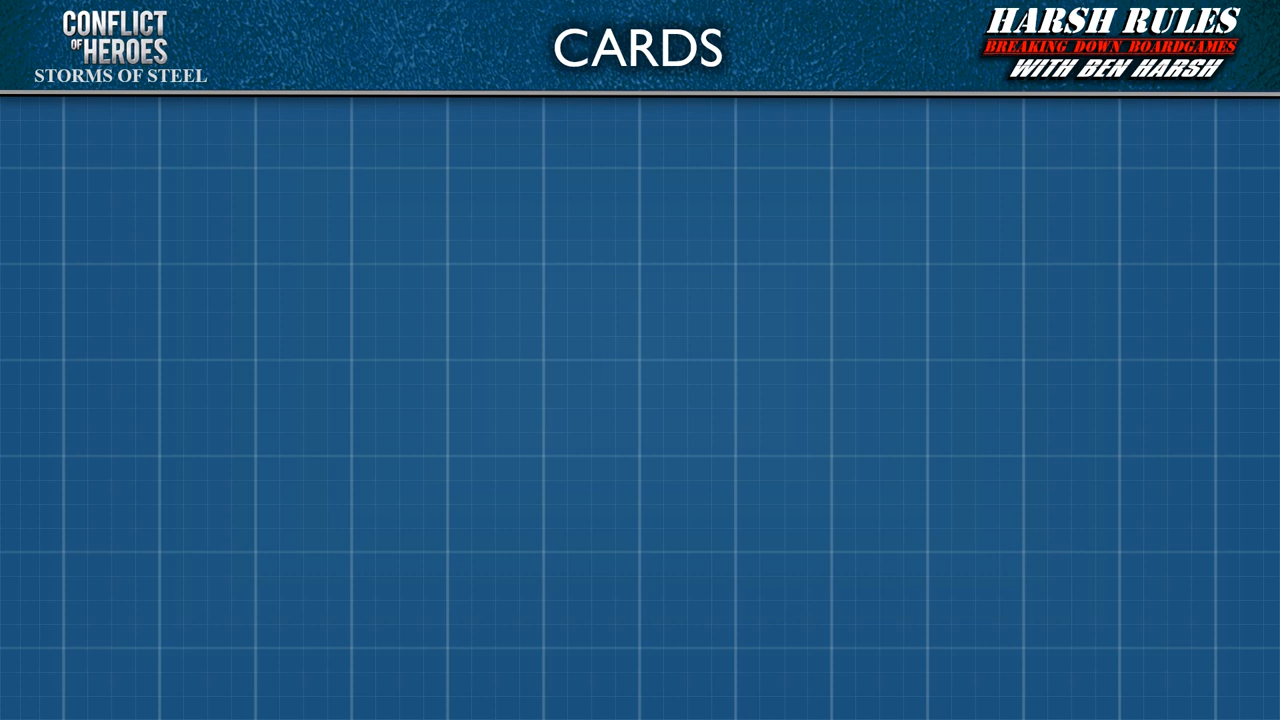 CONFLICT
OF HEROES
STORMS OF STEEL
CARDS
HARSH RULES
BREAKING DOWN BOARDGAMES
WITH BEN HARSH